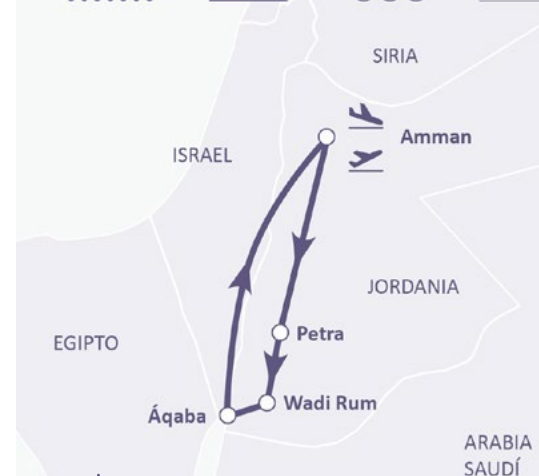 SIRIA
Amman
ISRAEL
JORDANIA
Petra
EGIPTO
Wadi Rum
Áqaba
ARABIA
SAUDÍ